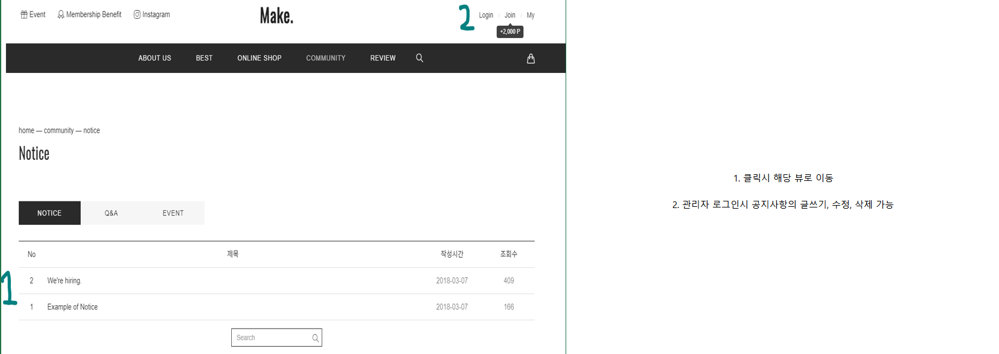 Event Membership Benefit Instagram Make. 2 Login Join My
+2,000 P
ABOUT US BEST ONLINE SHOP COMMUNITY REVIEW
home — community — notice
Notice
NOTICE Q&A EVENT
No 제목 작성시간 조회수
2 We're hiring. 2018-03-07 409
1
1 Example of Notice 2018-03-07 166
Search
1. 클릭시 해당 뷰로 이동
2. 관리자 로그인시 공지사항의 글쓰기, 수정, 삭제 가능